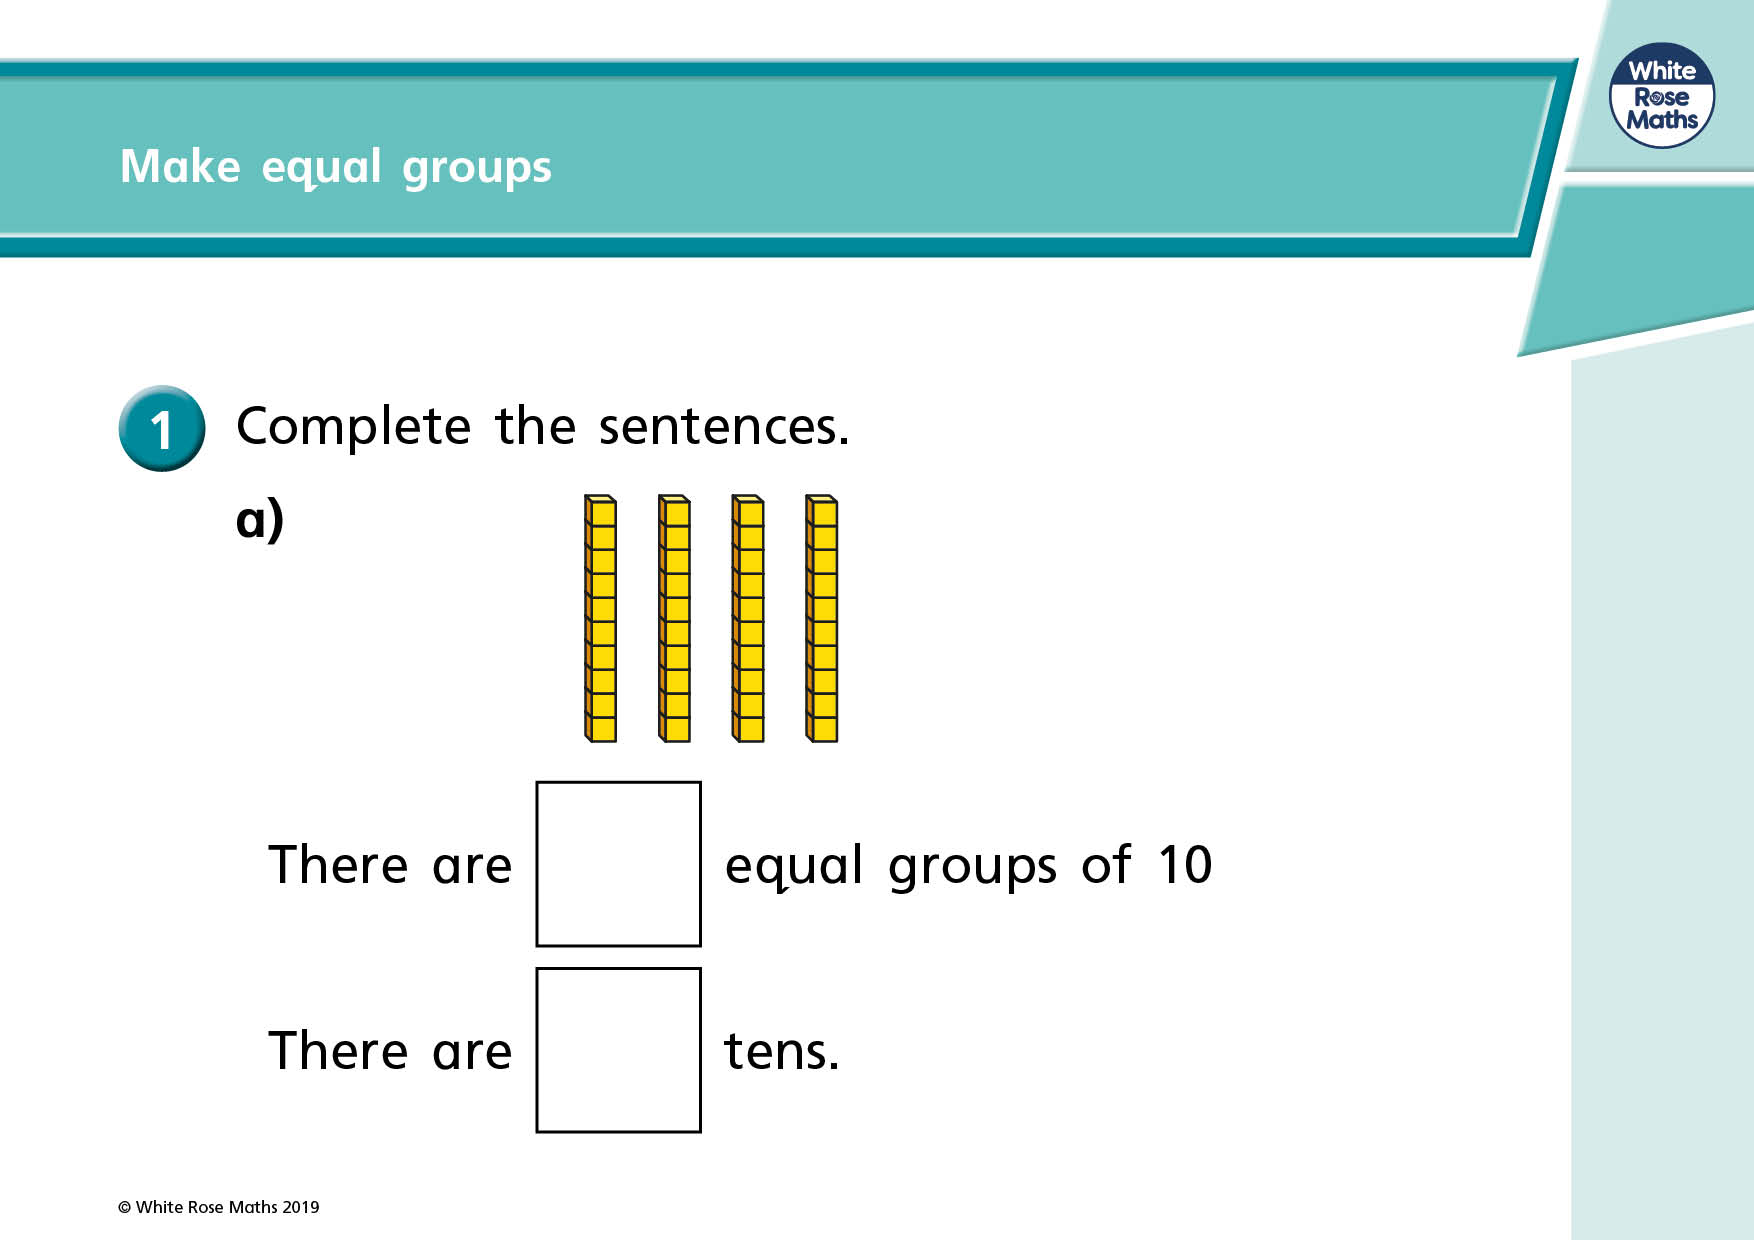 White
Rose
Maths
Make equal groups
1 Complete the sentences.
a)
There are equal groups of 10
There are tens.
© White Rose Maths 2019